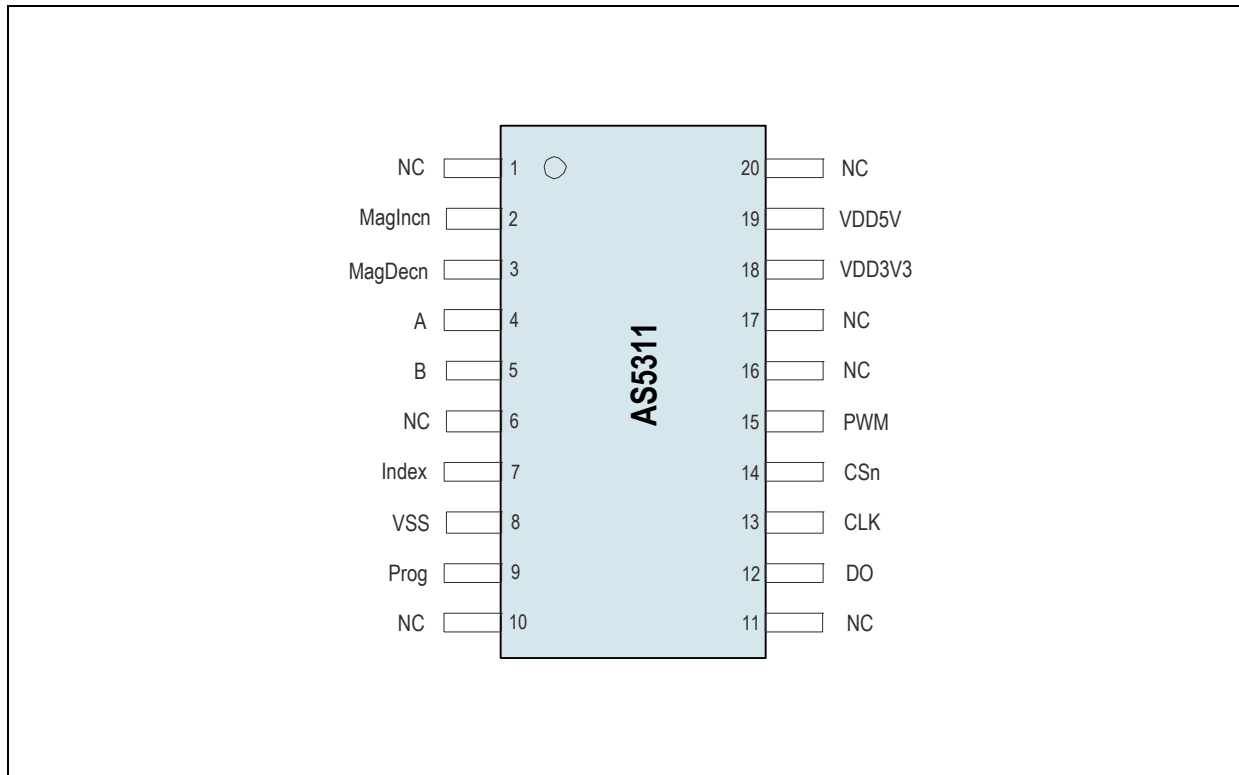 NC 1 20 NC
MagIncn 2 19 VDD5V
MagDecn 3 18 VDD3V3
A 4 17 NC
B 5 16 NC
NC 6 15 PWM
Index 7 14 CSn
VSS 8 13 CLK
Prog 9 12 DO
NC 10 11 NC
AS5311